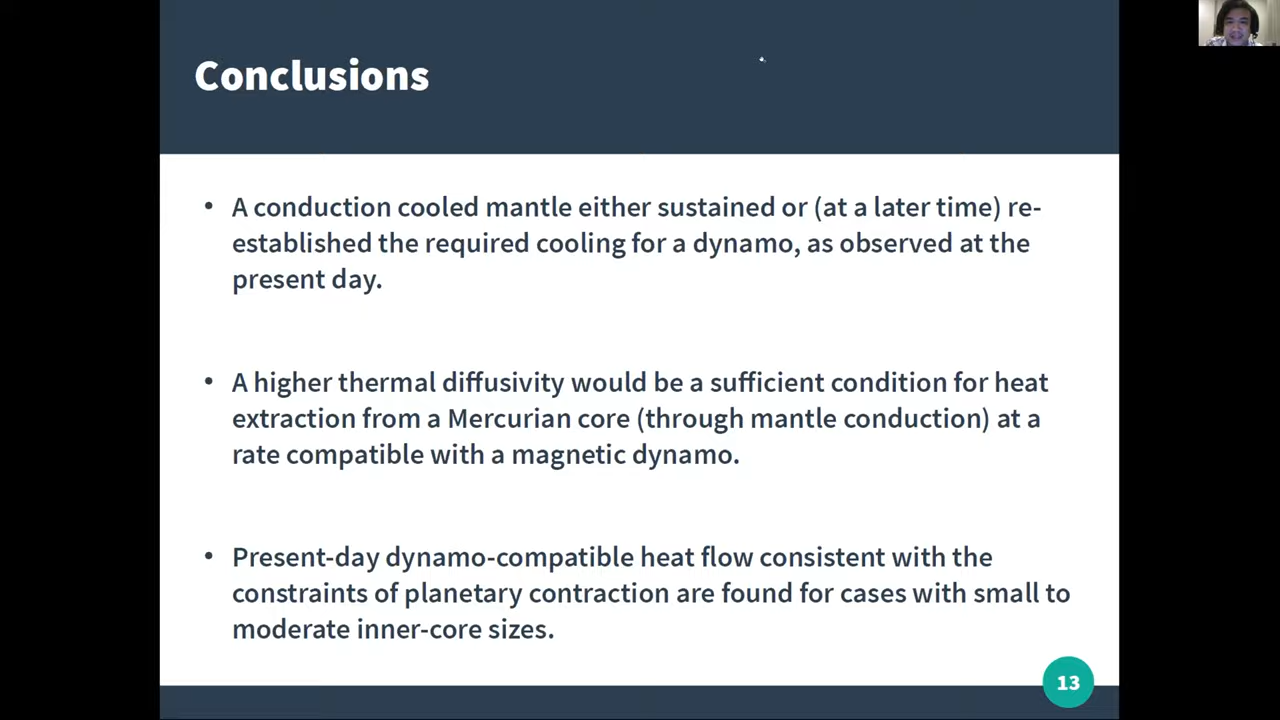 Conclusions
• A conduction cooled mantle either sustained or (at a later time) re-
established the required cooling for a dynamo, as observed at the
present day.
• A higher thermal diffusivity would be a sufficient condition for heat
extraction from a Mercurian core (through mantle conduction) at a
rate compatible with a magnetic dynamo.
• Present-day dynamo-compatible heat flow consistent with the
constraints of planetary contraction are found for cases with small to
moderate inner-core sizes.
13